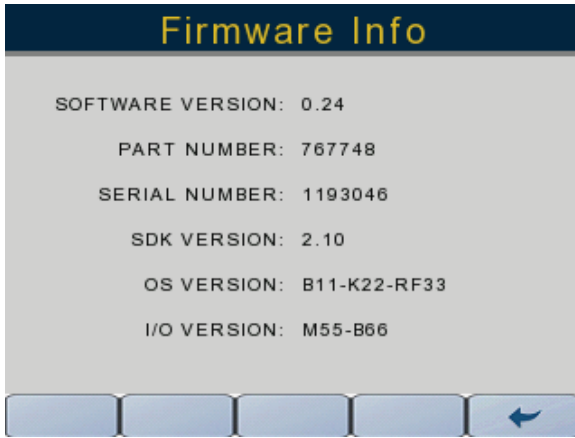 Firmware Info
SOFTWARE VERSION: 0.24
PART NUMBER: 767748
SERIAL NUMBER: 1193046
SDK VERSION: 2.10
OS VERSION: B11-K22-RF33
I/O VERSION: M55-B66